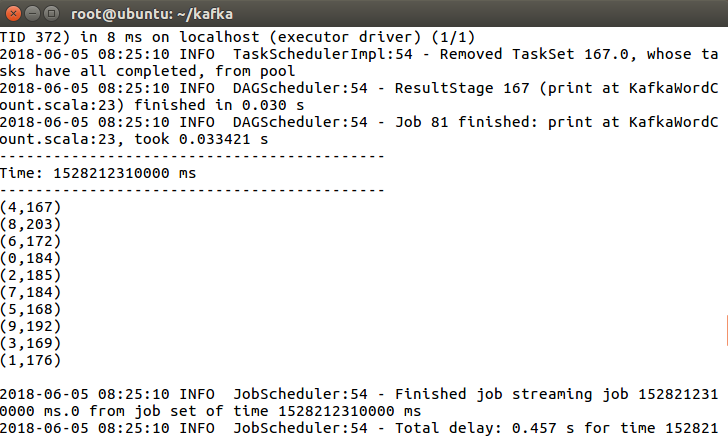 root@ubuntu: ~/kafka
TID 372) in 8 ms on localhost (executor driver) (1/1)
2018-06-05 08:25:10 INFO  TaskSchedulerImpl:54 - Removed TaskSet 167.0, whose ta
sks have all completed, from pool
2018-06-05 08:25:10 INFO  DAGScheduler:54 - ResultStage 167 (print at KafkaWordC
ount.scala:23) finished in 0.030 s
2018-06-05 08:25:10 INFO  DAGScheduler:54 - Job 81 finished: print at KafkaWordC
ount.scala:23, took 0.033421 s
-------------------------------------------
Time: 1528212310000 ms
-------------------------------------------
(4,167)
(8,203)
(6,172)
(0,184)
(2,185)
(7,184)
(5,168)
(9,192)
(3,169)
(1,176)
2018-06-05 08:25:10 INFO  JobScheduler:54 - Finished job streaming job 152821231
0000 ms.0 from job set of time 1528212310000 ms
2018-06-05 08:25:10 INFO  JobScheduler:54 - Total delay: 0.457 s for time 152821